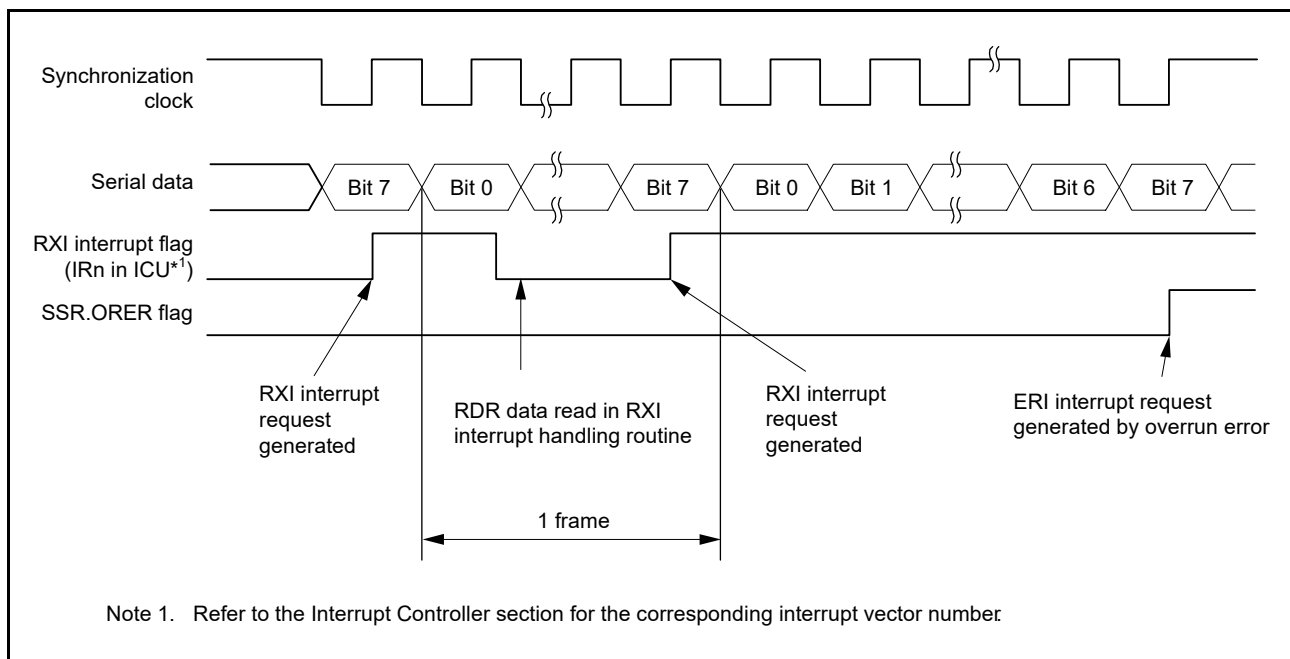 Synchronization
clock
Serial data
Bit 7
Bit 0
Bit 7
Bit 0
Bit 1
Bit 6
Bit 7
RXI interrupt flag
(IRn in ICU*1)
SSR.ORER flag
RXI interrupt
request
generated
RDR data read in RXI
interrupt handling routine
RXI interrupt
request
generated
ERI interrupt request
generated by overrun error
1 frame
Note 1. Refer to the Interrupt Controller section for the corresponding interrupt vector number.